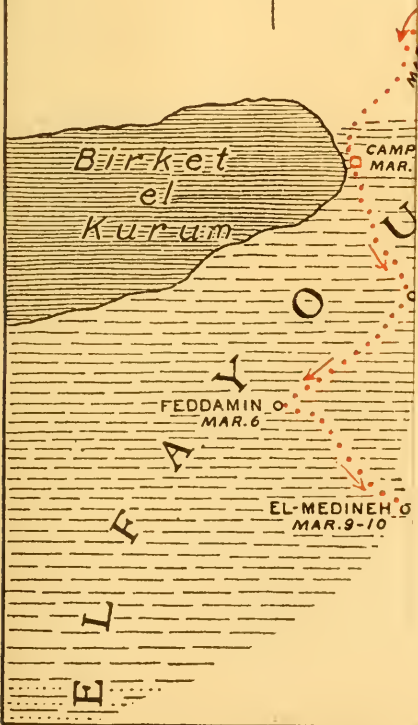 Birket
el
Kurum
CAMP
MAR.
FEDDAMIN
MAR.6
EL-MEDINEH
MAR.9-10
EL FAYOU